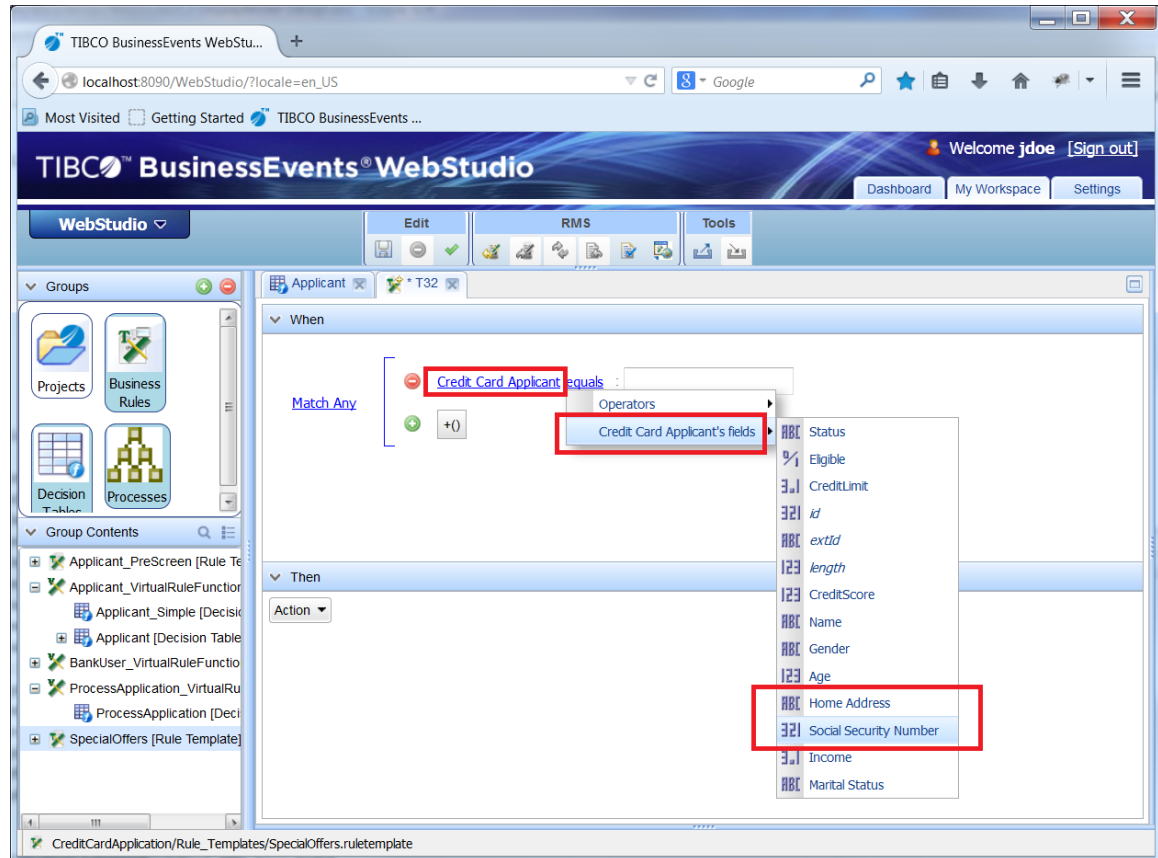 TIBCO BusinessEvents WebStu...
localhost:8090/WebStudio/?locale=en_US
Google
Most Visited Getting Started TIBCO BusinessEvents ...
TIBCO™ BusinessEvents® WebStudio
Welcome jdoe [Sign out]
Dashboard My Workspace Settings
WebStudio
Edit RMS Tools
Groups
Applicant * T32
When
Projects
Business
Rules
Decision
Tables
Processes
Match Any
Credit Card Applicant equals :
+()
Operators
Credit Card Applicant's fields
Status
Eligible
CreditLimit
id
extId
length
CreditScore
Name
Gender
Age
Home Address
Social Security Number
Income
Marital Status
Group Contents
Applicant_PreScreen [Rule Te
Applicant_VirtualRuleFunction
Applicant_Simple [Decisio
Applicant [Decision Table
BankUser_VirtualRuleFunctio
ProcessApplication_VirtualRu
ProcessApplication [Deci
SpecialOffers [Rule Template]
Then
Action
CreditCardApplication/Rule_Templates/SpecialOffers.ruletemplate